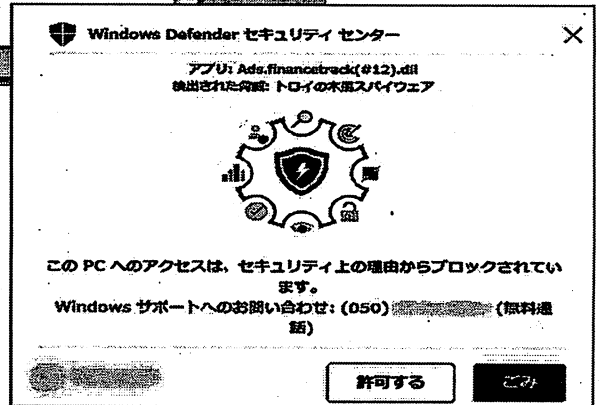 Windows Defender セキュリティ センター
アプリ: Ads.financetrack(#12).dll
検出された脅威: トロイの木馬スパイウェア
この PC へのアクセスは、セキュリティ上の理由からブロックされてい
ます。
Windows サポートへのお問い合わせ: (050) (無料通
話)
許可する
ごみ